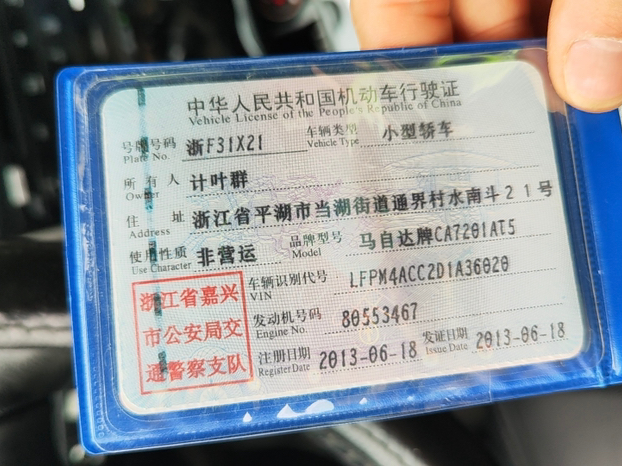 中华人民共和国机动车行驶证
Vehicle License of the People's Republic of China
号牌号码 Plate No. 浙F31X21 车辆类型 Vehicle Type 小型轿车
所有人 Owner 计叶群
住址 Address 浙江省平湖市当湖街道通界村水南斗21号
使用性质 Use Character 非营运 品牌型号 Model 马自达牌CA7201AT5
浙江省嘉兴
市公安局交
通警察支队
车辆识别代号 VIN LFPM4ACC2D1A36020
发动机号码 Engine No. 80553467
注册日期 Register Date 2013-06-18 发证日期 Issue Date 2013-06-18